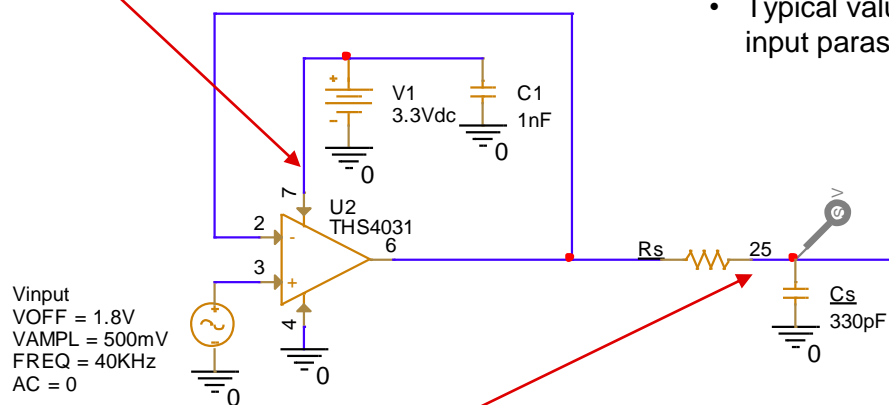 • Typical valu
input paras
V1
3.3Vdc
C1
1nF
0
0
7
U2
THS4031
2
-
6
3
+
4
0
Rs
25
V
Cs
330pF
0
Vinput
VOFF = 1.8V
VAMPL = 500mV
FREQ = 40KHz
AC = 0
0